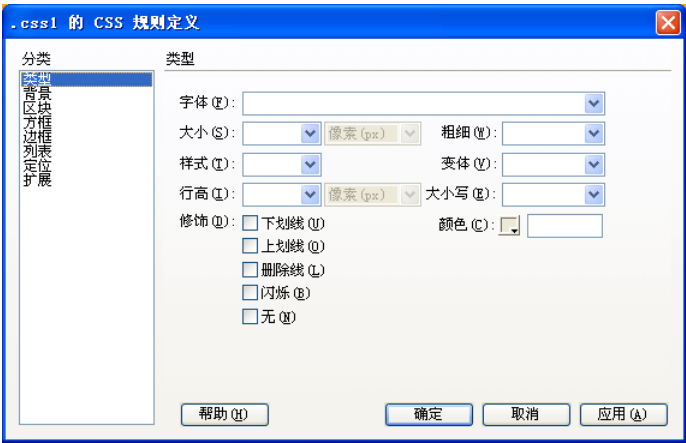 .css1 的 CSS 规则定义
分类
类型
背景
区块
方框
边框
列表
定位
扩展
类型
字体(F):
大小(S): 像素(px) 粗细(W):
样式(T): 变体(V):
行高(I): 像素(px) 大小写(E):
修饰(D): 下划线(U) 颜色(C):
上划线(O)
删除线(L)
闪烁(B)
无(N)
帮助(H) 确定 取消 应用(A)